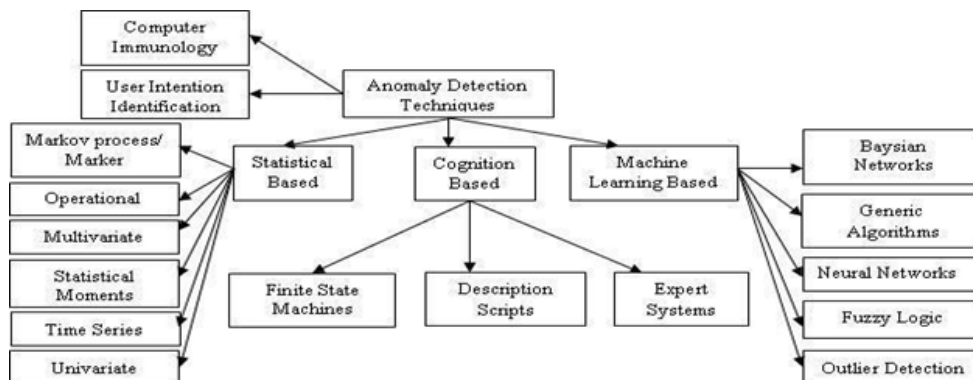 Computer
Immunology
User Intention
Identification
Anomaly Detection
Techniques
Markov process/
Marker
Operational
Multivariate
Statistical
Moments
Time Series
Univariate
Statistical
Based
Cognition
Based
Machine
Learning Based
Finite State
Machines
Description
Scripts
Expert
Systems
Baysian
Networks
Generic
Algorithms
Neural Networks
Fuzzy Logic
Outlier Detection